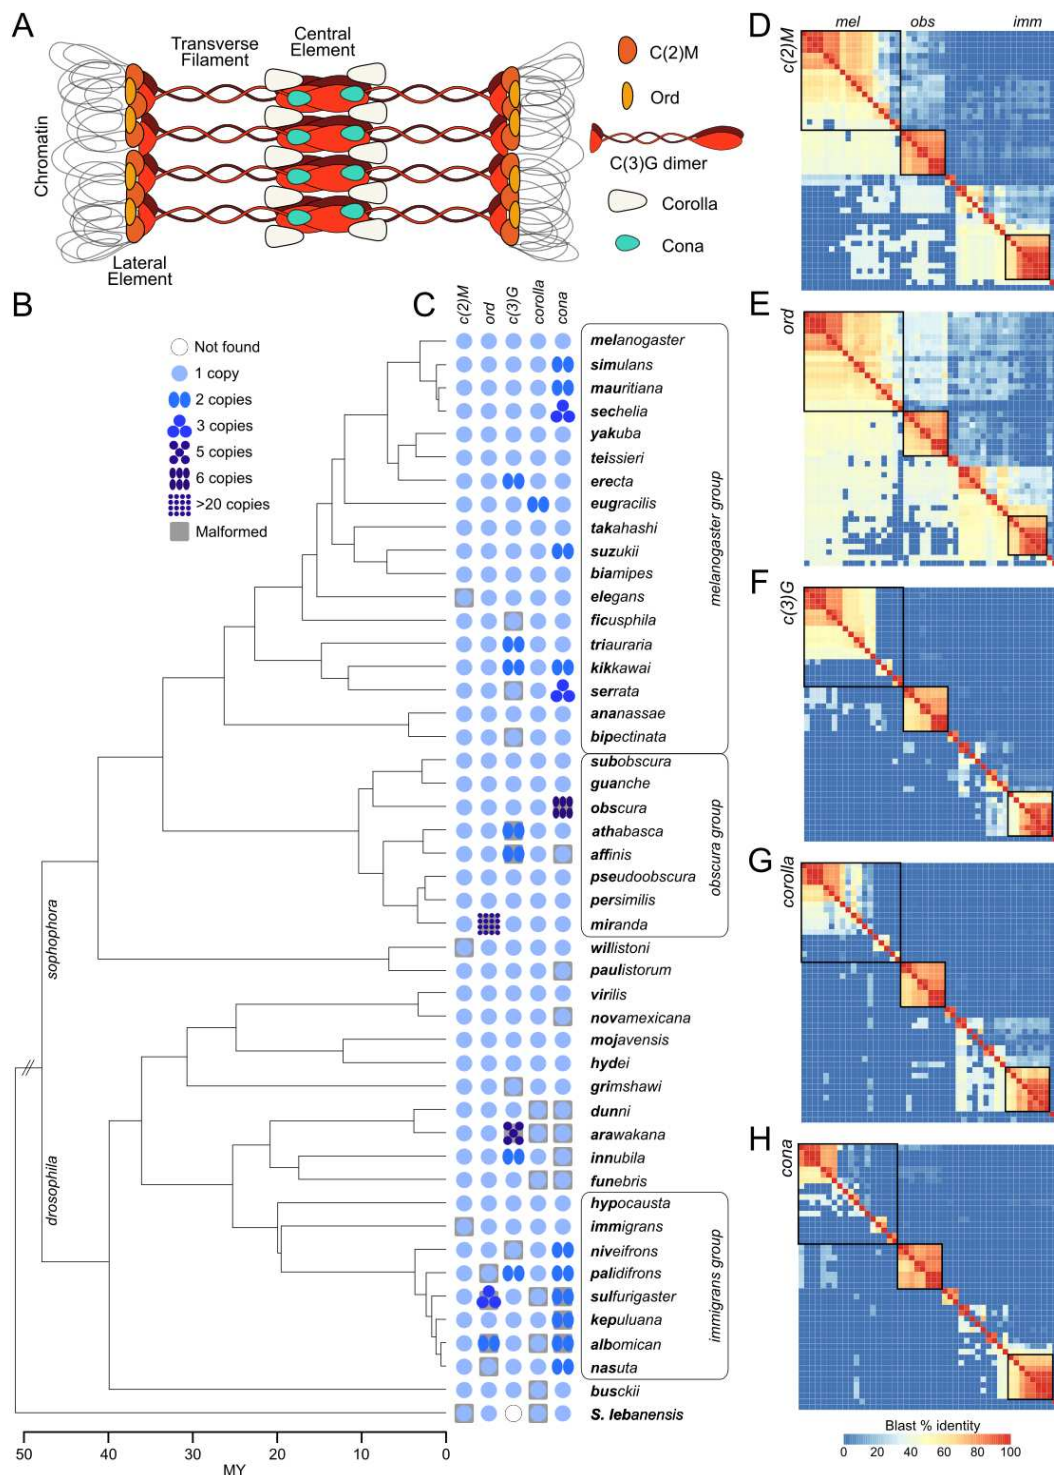 A
Transverse
Filament
Central
Element
Chromatin
Lateral
Element
C(2)M
Ord
C(3)G dimer
Corolla
Cona
B
Not found
1 copy
2 copies
3 copies
5 copies
6 copies
>20 copies
Malformed
sophophora
drosophila
50
40
30
20
10
0
MY
C
c(2)M
ord
c(3)G
corolla
cona
melanogaster
simulans
mauritiana
sechelia
yakuba
teissieri
erecta
eugracilis
takahashi
suzukii
biamipes
elegans
ficusphila
triauraria
kikkawai
serrata
ananassae
bipectinata
subobscura
guanche
obscura
athabasca
affinis
pseudoobscura
persimilis
miranda
willistoni
paulistorum
virilis
novamexicana
mojavensis
hydei
grimshawi
dunni
arawakana
innubila
funebris
hypocausta
immigrans
niveifrons
palidifrons
sulfurigaster
kepuluana
albomican
nasuta
busckii
S. lebanensis
melanogaster group
obscura group
immigrans group
D
mel
obs
imm
c(2)M
E
ord
F
c(3)G
G
corolla
H
cona
Blast % identity
0
20
40
60
80
100